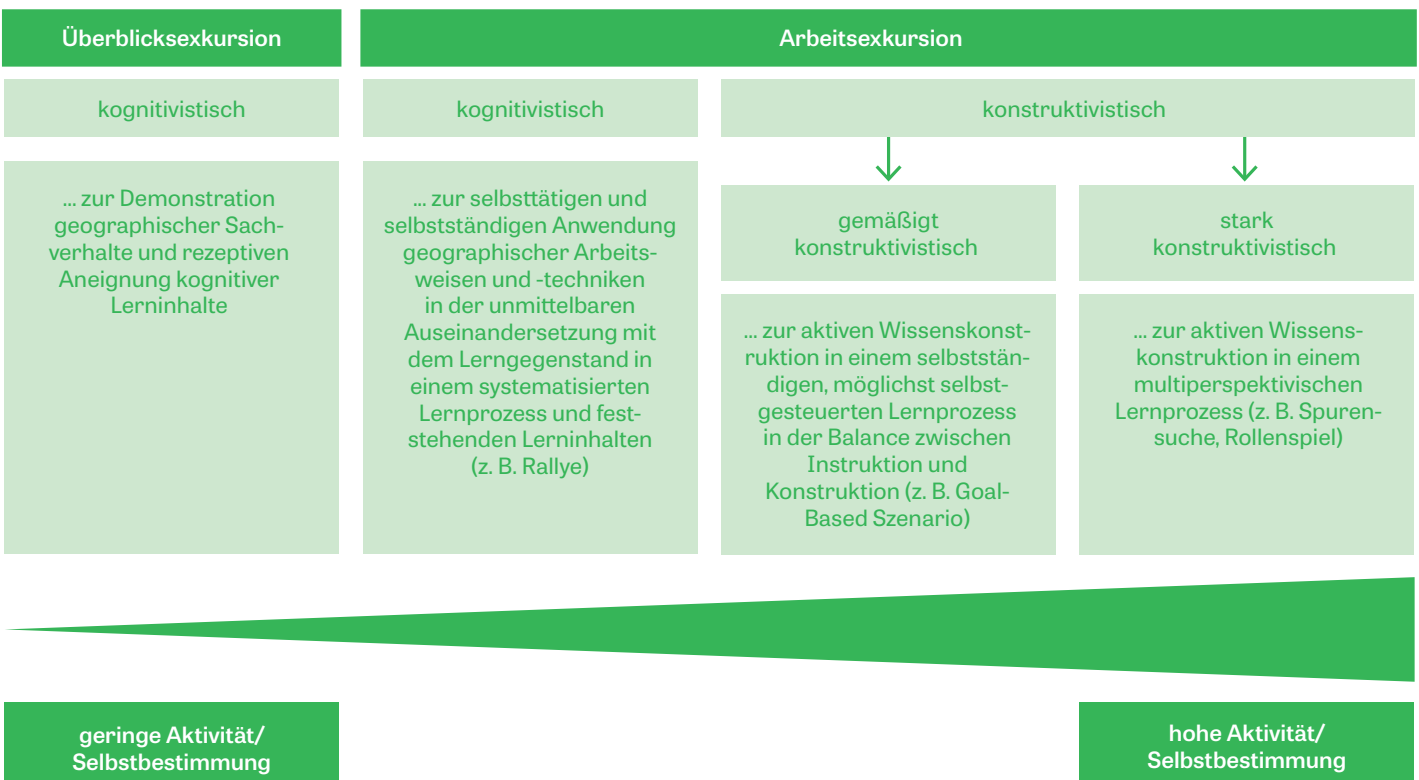 Überblicksexkursion
Arbeitsexkursion
kognitivistisch
kognitivistisch
konstruktivistisch
... zur Demonstration
geographischer Sach-
verhalte und rezeptiven
Aneignung kognitiver
Lerninhalte
... zur selbsttätigen und
selbstständigen Anwendung
geographischer Arbeits-
weisen und -techniken
in der unmittelbaren
Auseinandersetzung mit
dem Lerngegenstand in
einem systematisierten
Lernprozess und fest-
stehenden Lerninhalten
(z. B. Rallye)
gemäßigt
konstruktivistisch
... zur aktiven Wissenskonst-
ruktion in einem selbststän-
digen, möglichst selbst-
gesteuerten Lernprozess
in der Balance zwischen
Instruktion und
Konstruktion (z. B. Goal-
Based Szenario)
stark
konstruktivistisch
... zur aktiven Wissens-
konstruktion in einem
multiperspektivischen
Lernprozess (z. B. Spuren-
suche, Rollenspiel)
geringe Aktivität/
Selbstbestimmung
hohe Aktivität/
Selbstbestimmung